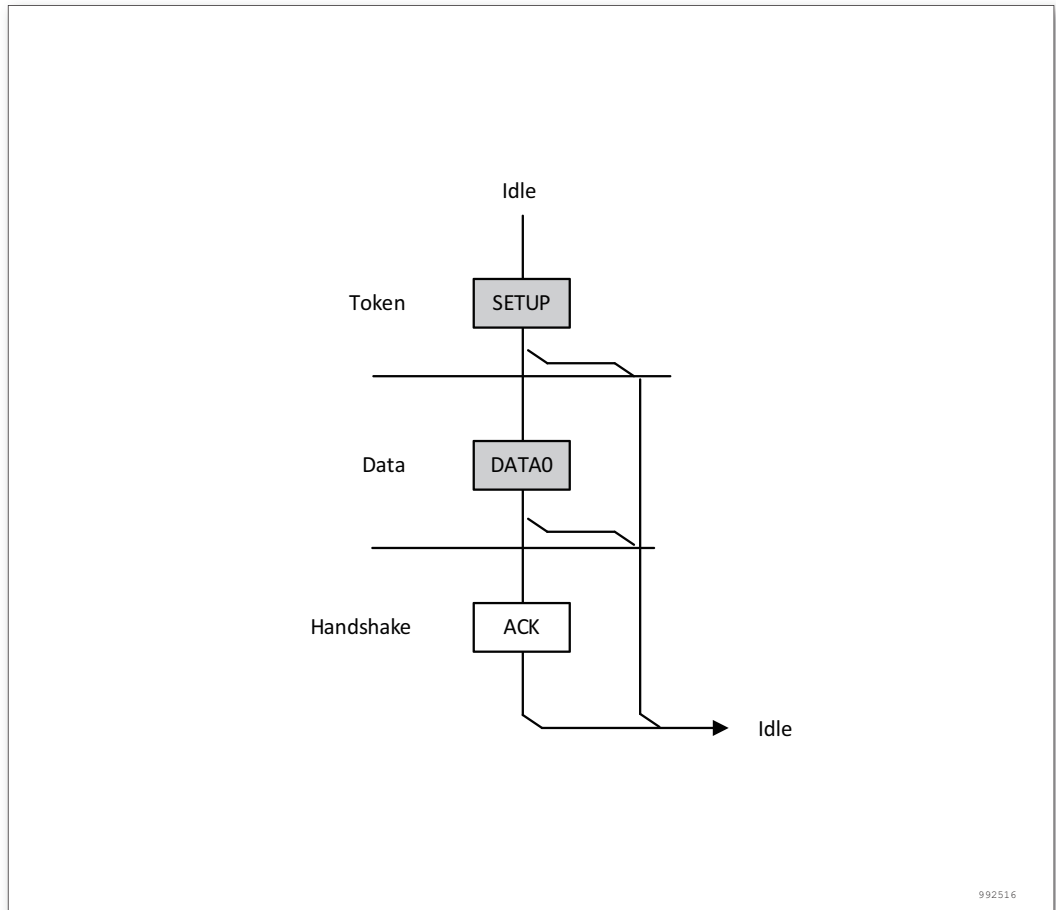 Idle
Token
SETUP
Data
DATA0
Handshake
ACK
Idle
992516